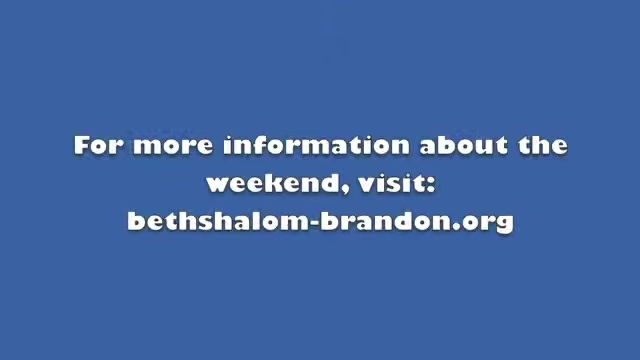 For more information about the
weekend, visit:
bethshalom-brandon.org